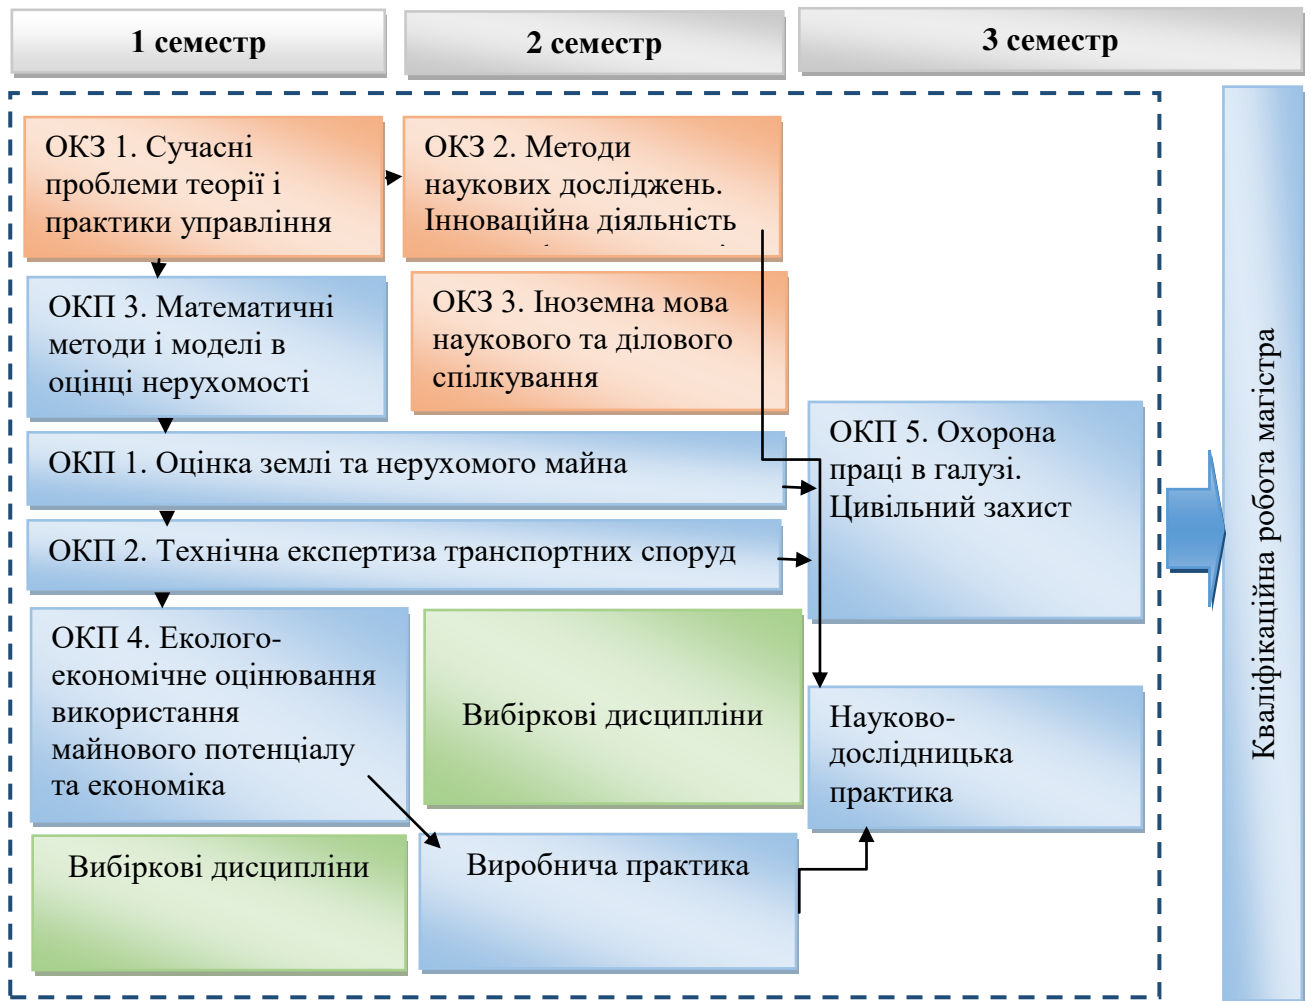 1 семестр
2 семестр
3 семестр
ОКЗ 1. Сучасні
проблеми теорії і
практики управління
ОКЗ 2. Методи
наукових досліджень.
Інноваційна діяльність
ОКП 3. Математичні
методи і моделі в
оцінці нерухомості
ОКЗ 3. Іноземна мова
наукового та ділового
спілкування
ОКП 1. Оцінка землі та нерухомого майна
ОКП 2. Технічна експертиза транспортних споруд
ОКП 5. Охорона
праці в галузі.
Цивільний захист
ОКП 4. Еколого-
економічне оцінювання
використання
майнового потенціалу
та економіка
Вибіркові дисципліни
Науково-
дослідницька
практика
Вибіркові дисципліни
Виробнича практика
Кваліфікаційна робота магістра